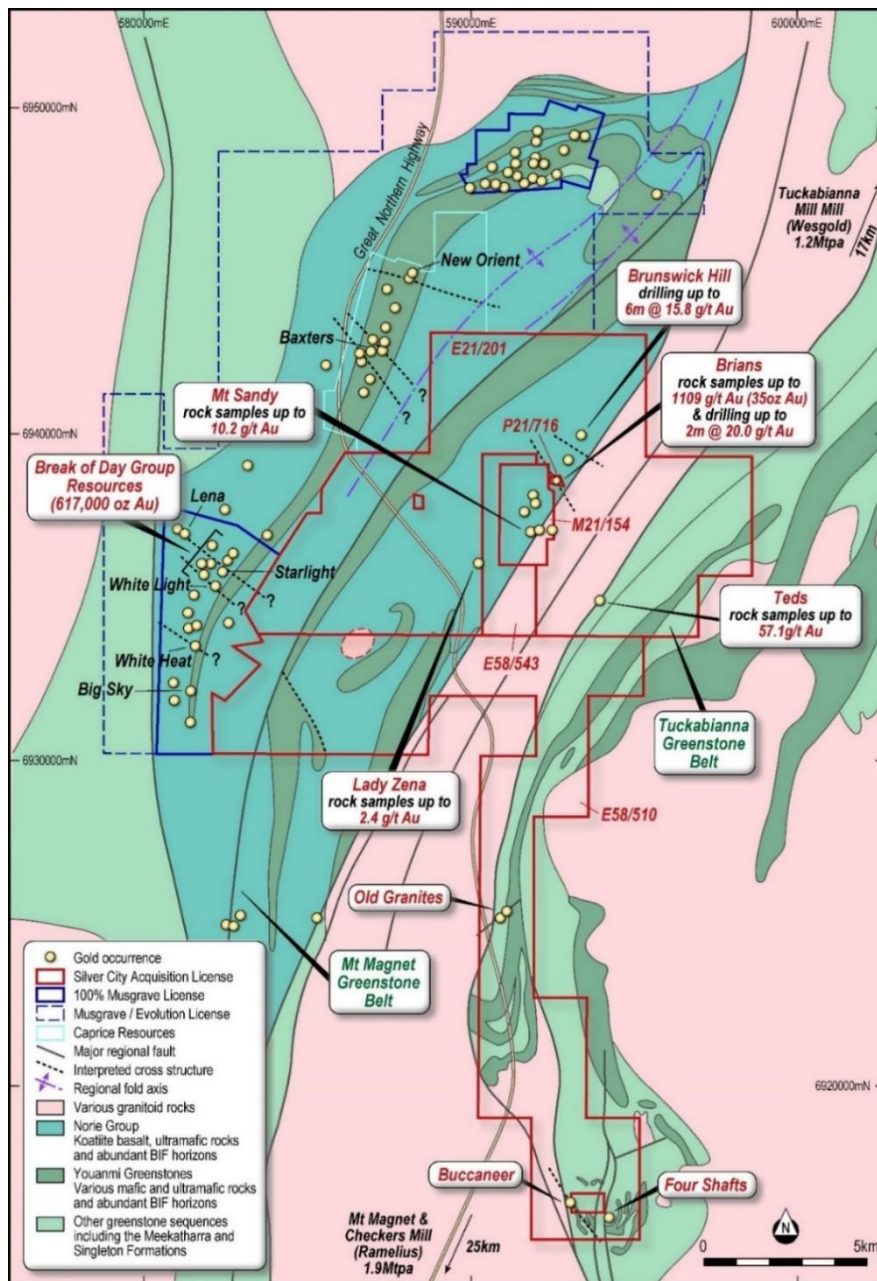 580000mE
590000mE
600000mE
6950000mN
Great Northern Highway
Tuckabianna
Mill Mill
(Wesgold)
1.2Mtpa
17km
New Orient
Brunswick Hill
drilling up to
6m @ 15.8 g/t Au
Baxters
E21/201
?
?
Mt Sandy
rock samples up to
10.2 g/t Au
Brians
rock samples up to
1109 g/t Au (35oz Au)
& drilling up to
2m @ 20.0 g/t Au
6940000mN
P21/716
Break of Day Group
Resources
(617,000 oz Au)
Lena
M21/154
Starlight
White Light
?
?
Teds
rock samples up to
57.1g/t Au
White Heat
?
E58/543
Big Sky
Tuckabianna
Greenstone
Belt
6930000mN
Lady Zena
rock samples up to
2.4 g/t Au
E58/510
Old Granites
Mt Magnet
Greenstone
Belt
Gold occurrence
Silver City Acquisition License
100% Musgrave License
Musgrave / Evolution License
Caprice Resources
Major regional fault
Interpreted cross structure
Regional fold axis
Various granitoid rocks
Norie Group
Koatiite basalt, ultramafic rocks
and abundant BIF horizons
Youanmi Greenstones
Various mafic and ultramafic rocks
and abundant BIF horizons
Other greenstone sequences
including the Meekatharra and
Singleton Formations
6920000mN
Buccaneer
Four Shafts
Mt Magnet &
Checkers Mill
(Ramelius)
1.9Mtpa
25km
N
0
5km